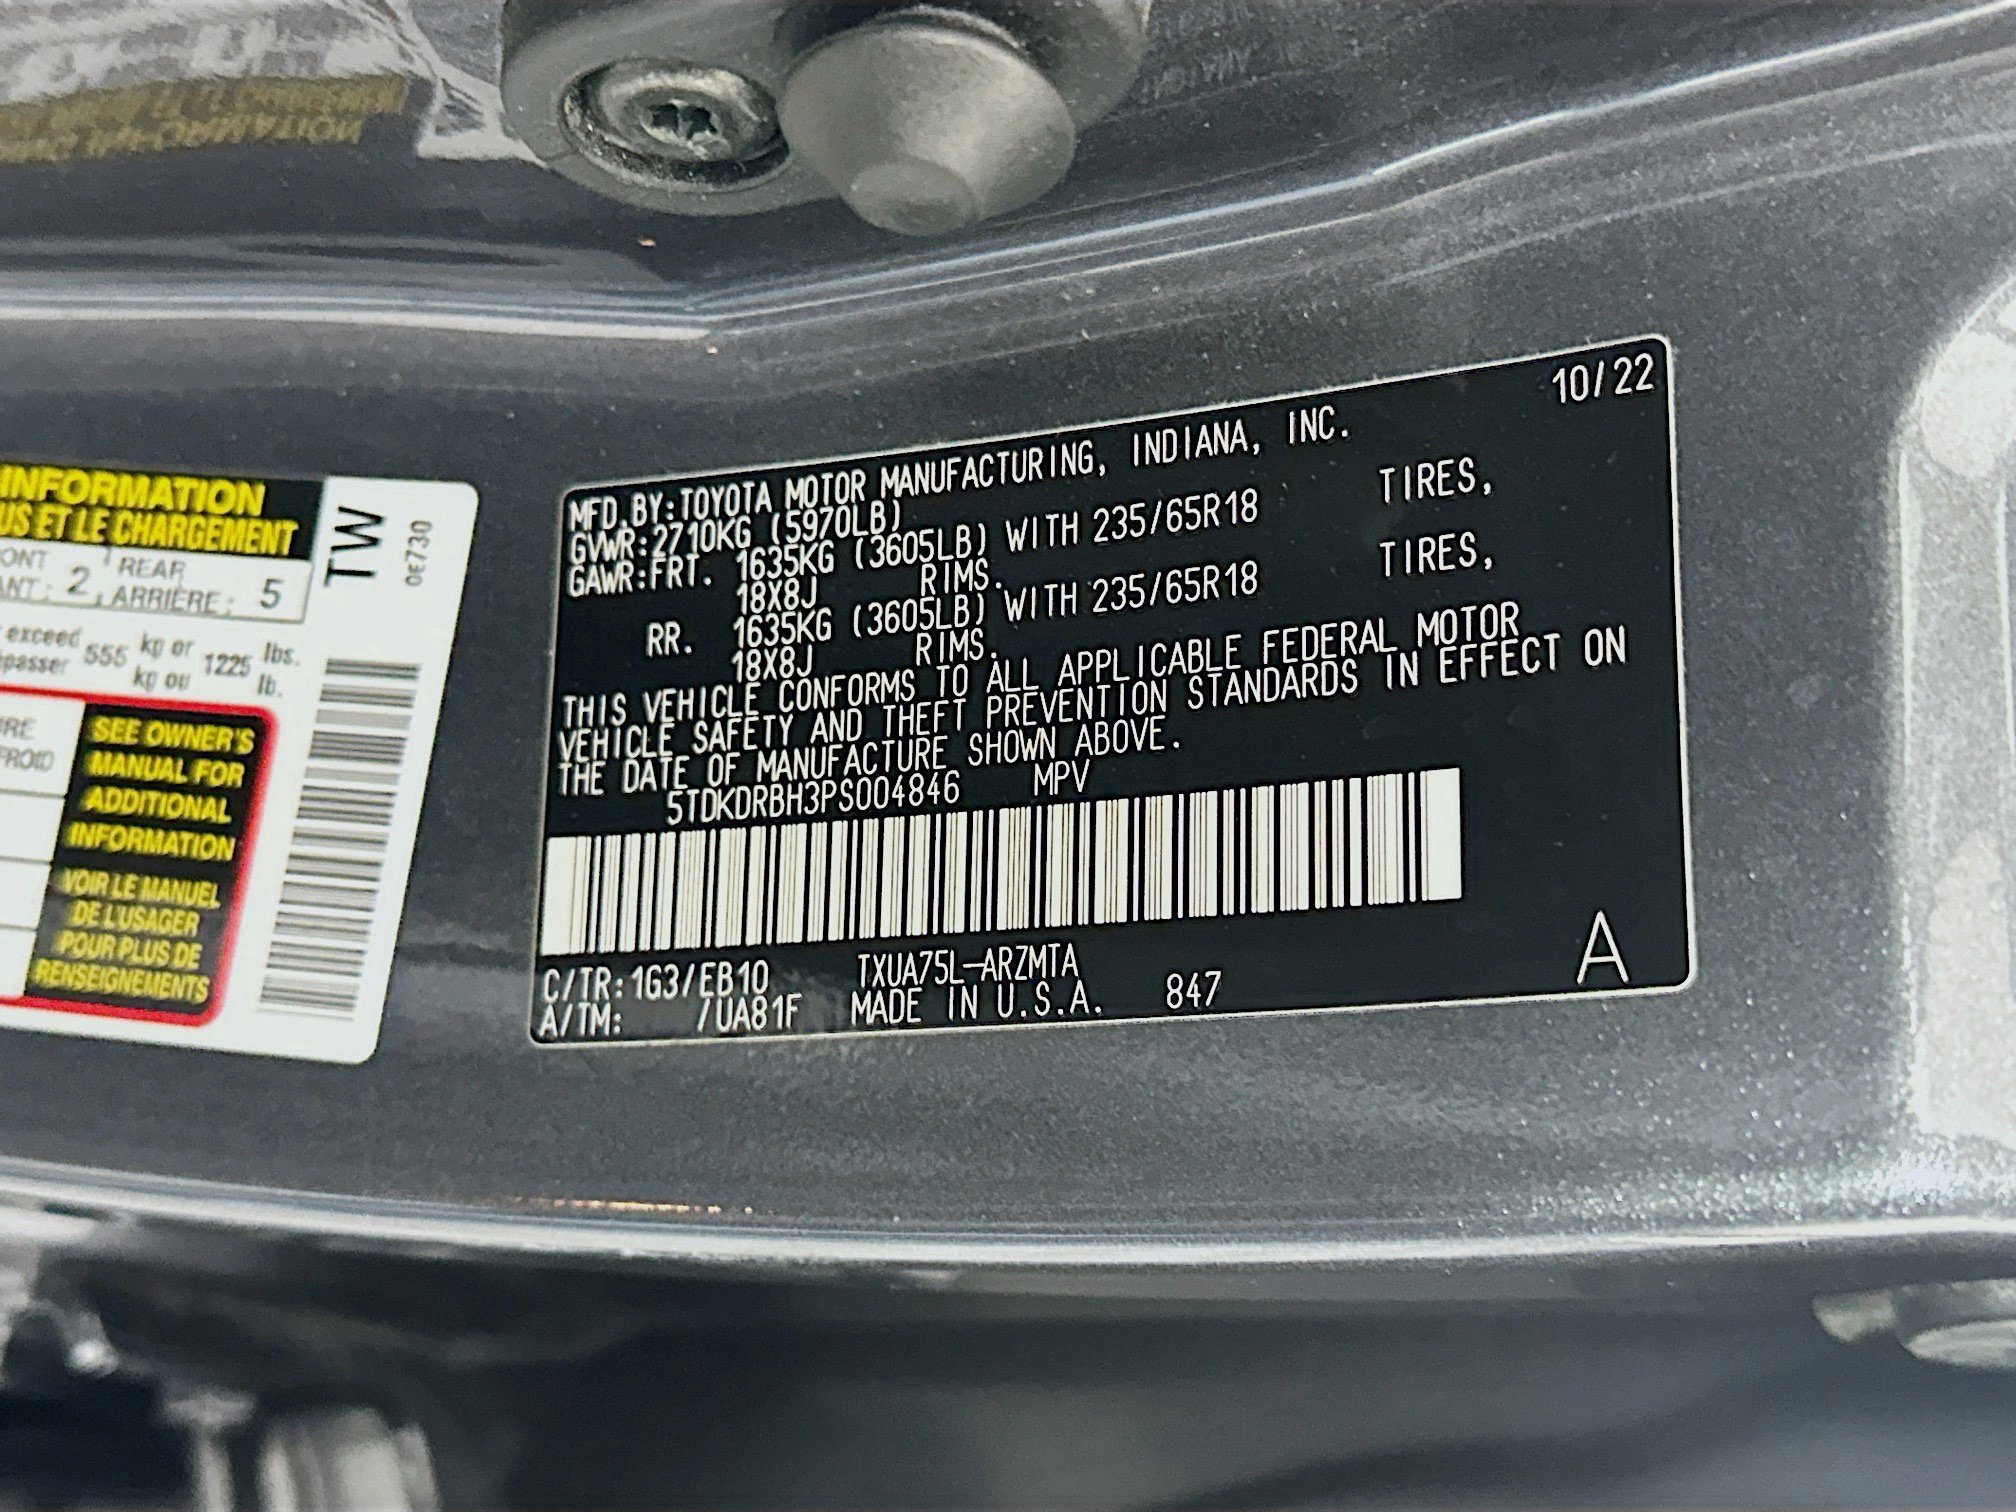 INFORMATION
US ET LE CHARGEMENT
TW
0E730
2
REAR
ARRIÈRE: 5
exceed 555 kg or 1225 lbs.
kg ou lb.
SEE OWNER'S
MANUAL FOR
ADDITIONAL
INFORMATION
VOIR LE MANUEL
DE L'USAGER
POUR PLUS DE
RENSEIGNEMENTS
10/22
MFD. BY: TOYOTA MOTOR MANUFACTURING, INDIANA, INC.
GVWR: 2710KG (5970LB)
GAWR: FRT. 1635KG (3605LB) WITH 235/65R18 TIRES,
18X8J RIMS.
RR. 1635KG (3605LB) WITH 235/65R18 TIRES,
18X8J RIMS.
THIS VEHICLE CONFORMS TO ALL APPLICABLE FEDERAL MOTOR
VEHICLE SAFETY AND THEFT PREVENTION STANDARDS IN EFFECT ON
THE DATE OF MANUFACTURE SHOWN ABOVE.
5TDKDRBH3PS004846 MPV
C/TR: 1G3/EB10 TXUA75L-ARZMTA
A/TM: /UA81F MADE IN U.S.A. 847
A